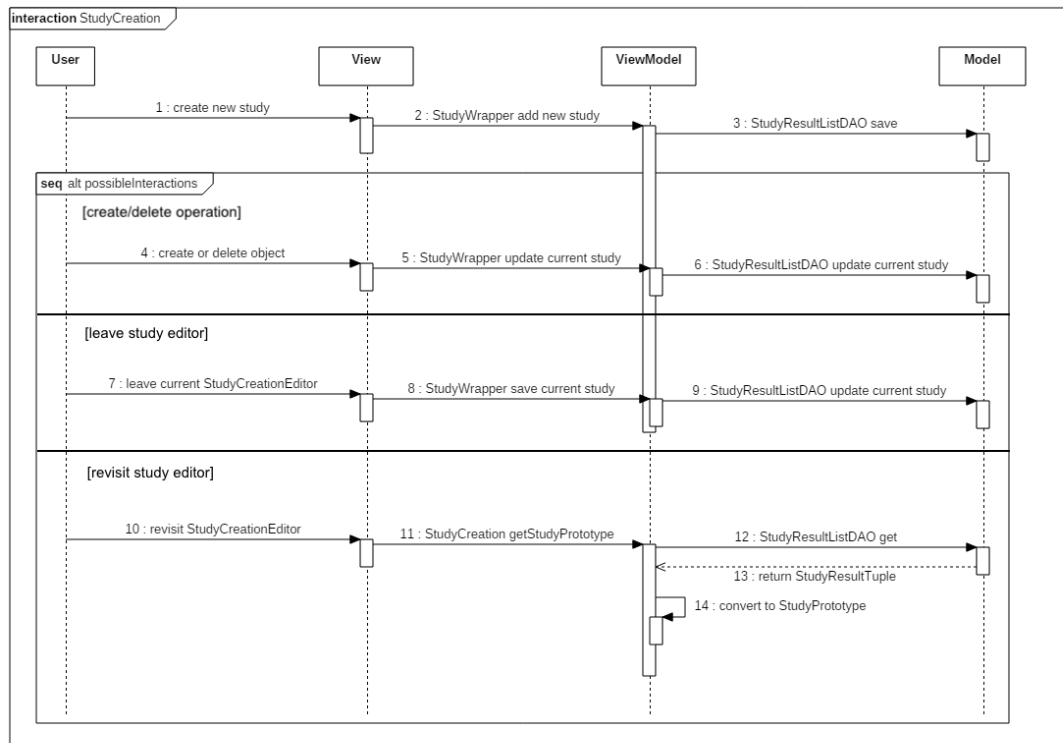 interaction StudyCreation
User
View
ViewModel
Model
1 : create new study
2 : StudyWrapper add new study
3 : StudyResultListDAO save
seq alt possibleInteractions
[create/delete operation]
4 : create or delete object
5 : StudyWrapper update current study
6 : StudyResultListDAO update current study
[leave study editor]
7 : leave current StudyCreationEditor
8 : StudyWrapper save current study
9 : StudyResultListDAO update current study
[revisit study editor]
10 : revisit StudyCreationEditor
11 : StudyCreation getStudyPrototype
12 : StudyResultListDAO get
13 : return StudyResultTuple
14 : convert to StudyPrototype